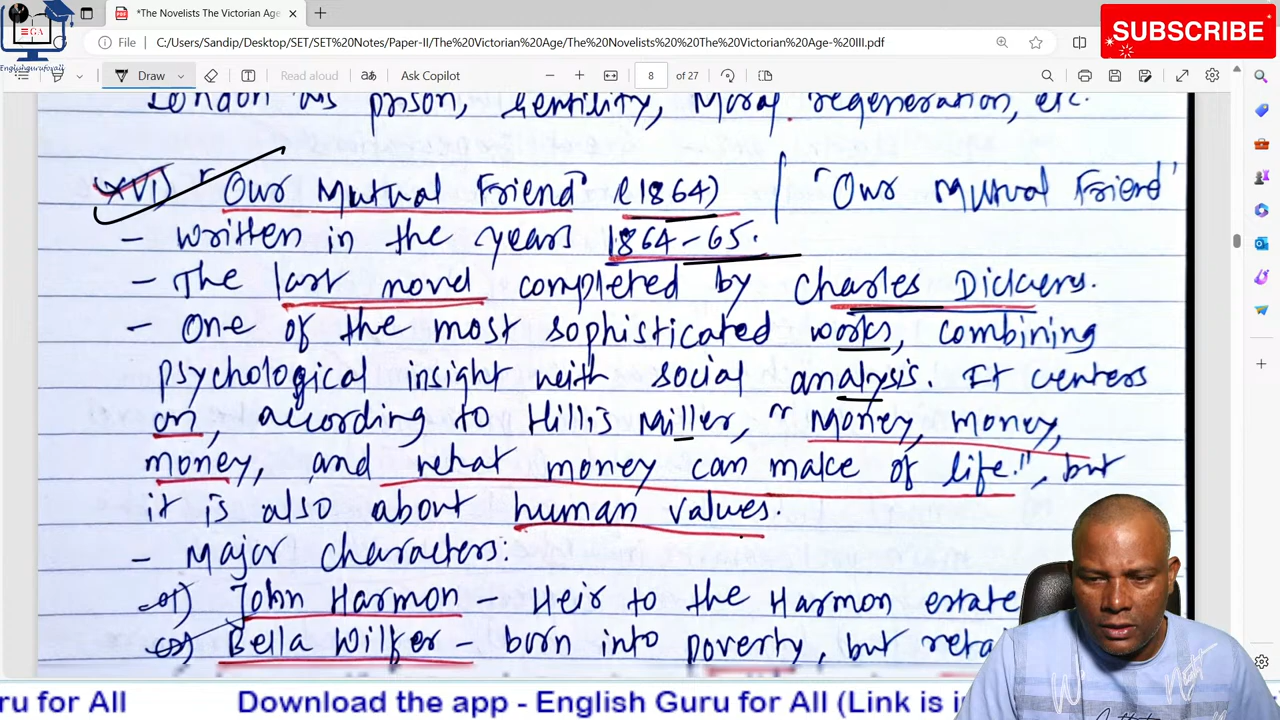 *The Novelists The Victorian Age
SUBSCRIBE
EGA
Englishguruforall
File
C:/Users/Sandip/Desktop/SET/SET%20Notes/Paper-II/The%20Victorian%20Age/The%20Novelists%20%20The%20Victorian%20Age-%20III.pdf
Draw
Read aloud
Ask Copilot
8 of 27
London as prison, Gentility, Moral regeneration, etc.
XVI) "Our Mutual Friend" (1864) | "Our Mutual Friend"
- written in the years 1864-65.
- The last novel completed by Charles Dickens.
- One of the most sophisticated works, combining
psychological insight with social analysis. It centers
on, according to Hillis Miller, "Money, money,
money, and what money can make of life.", but
it is also about human values.
- Major characters:
1) John Harmon - Heir to the Harmon estate
Bella Wilfer - born into poverty, but
ru for All Download the app - English Guru for All (Link is in